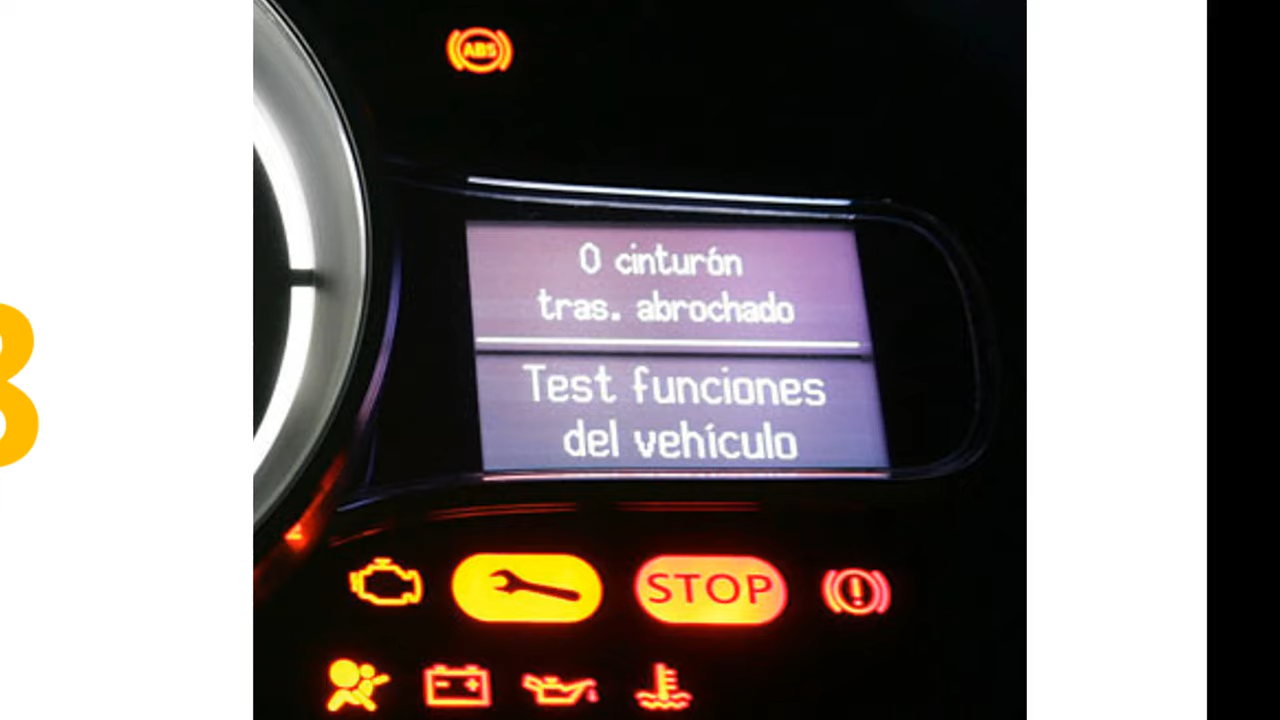 ABS
0 cinturón
tras. abrochado
Test funciones
del vehículo
STOP